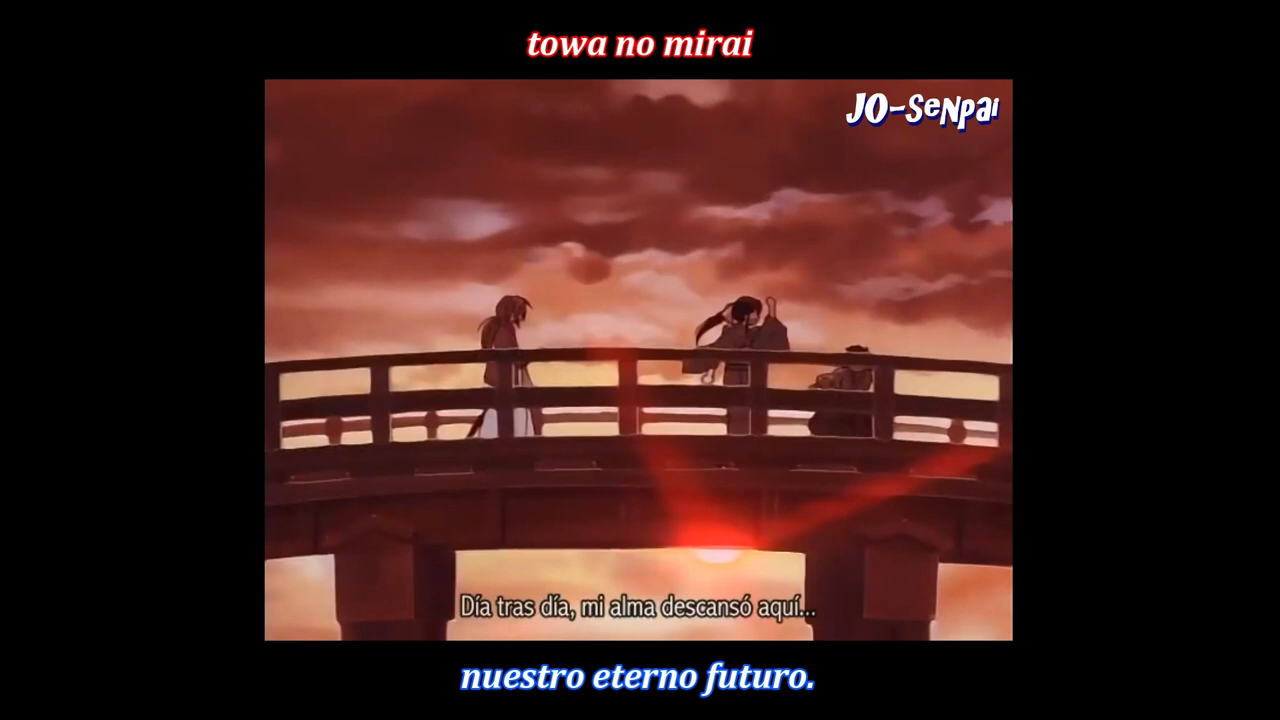 towa no mirai
JO-SeNpai
Día tras día, mi alma descansó aquí...
nuestro eterno futuro.